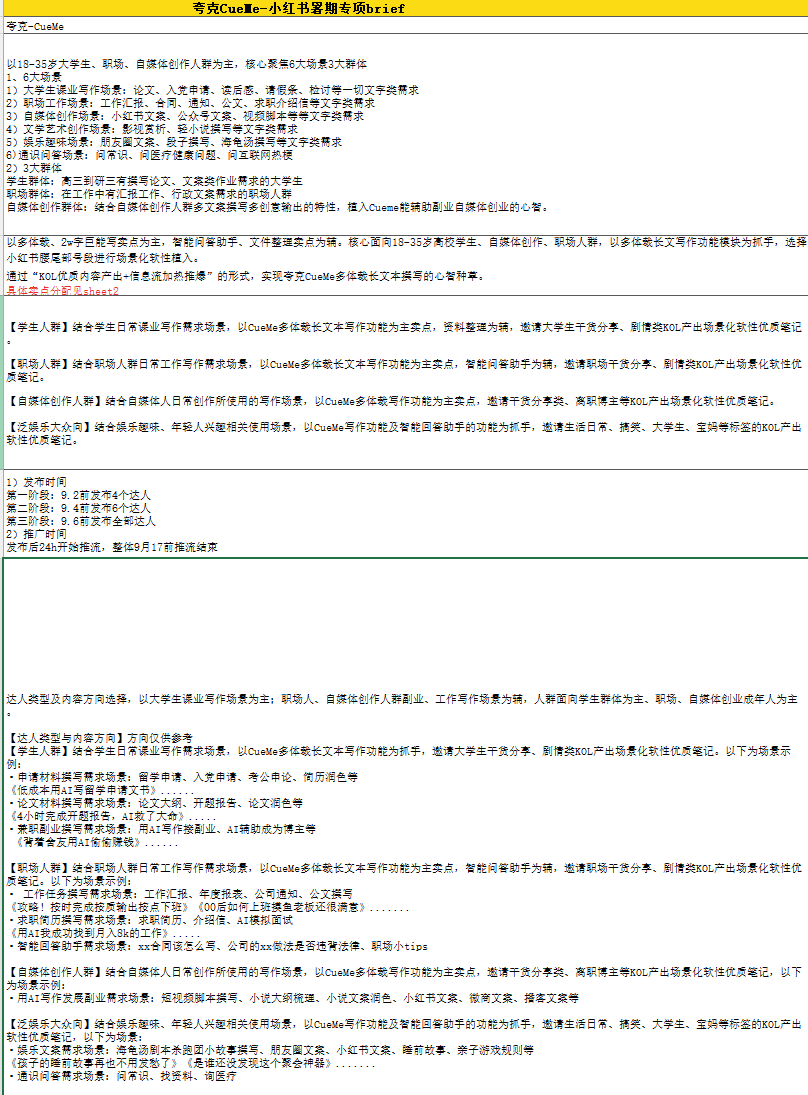 夸克CueMe-小红书署期专项brief
夸克-CueMe
以18-35岁大学生、职场、自媒体创作人群为主，核心聚焦6大场景3大群体
1、6大场景
1）大学生课业写作场景：论文、入党申请、读后感、请假条、检讨等一切文字类需求
2）职场工作场景：工作汇报、合同、通知、公文、求职介绍信等文字类需求
3）自媒体创作场景：小红书文案、公众号文案、视频脚本等等文字类需求
4）文学艺术创作场景：影视赏析、轻小说撰写等文字类需求
5）娱乐趣味场景：朋友圈文案、段子撰写、海龟汤撰写等文字类需求
6)通识问答场景：问常识、问医疗健康问题、问互联网热梗
2）3大群体
学生群体：高三到研三有撰写论文、文案类作业需求的大学生
职场群体：在工作中有汇报工作、行政文案需求的职场人群
自媒体创作群体：结合自媒体创作人群多文案撰写多创意输出的特性，植入Cueme能辅助副业自媒体创业的心智。
以多体裁、2w字巨能写卖点为主，智能问答助手、文件整理卖点为辅。核心面向18-35岁高校学生、自媒体创作、职场人群，以多体裁长文写作功能模块为抓手，选择
小红书腰尾部号段进行场景化软性植入。
通过“KOL优质内容产出+信息流加热推爆”的形式，实现夸克CueMe多体裁长文本撰写的心智种草。
具体卖点分配见sheet2
【学生人群】结合学生日常课业写作需求场景，以CueMe多体裁长文本写作功能为主卖点，资料整理为辅，邀请大学生干货分享、剧情类KOL产出场景化软性优质笔记
。
【职场人群】结合职场人群日常工作写作需求场景，以CueMe多体裁长文本写作功能为主卖点，智能问答助手为辅，邀请职场干货分享、剧情类KOL产出场景化软性优
质笔记。
【自媒体创作人群】结合自媒体人日常创作所使用的写作场景，以CueMe多体裁写作功能为主卖点，邀请干货分享类、离职博主等KOL产出场景化软性优质笔记。
【泛娱乐大众向】结合娱乐趣味、年轻人兴趣相关使用场景，以CueMe写作功能及智能回答助手的功能为抓手，邀请生活日常、搞笑、大学生、宝妈等标签的KOL产出
软性优质笔记。
1）发布时间
第一阶段：9.2前发布4个达人
第二阶段：9.4前发布6个达人
第三阶段：9.6前发布全部达人
2）推广时间
发布后24h开始推流，整体9月17前推流结束
达人类型及内容方向选择，以大学生课业写作场景为主；职场人、自媒体创作人群副业、工作写作场景为辅，人群面向学生群体为主、职场、自媒体创业成年人为主
。
【达人类型与内容方向】方向仅供参考
【学生人群】结合学生日常课业写作需求场景，以CueMe多体裁长文本写作功能为抓手，邀请大学生干货分享、剧情类KOL产出场景化软性优质笔记。以下为场景示
例：
·申请材料撰写需求场景：留学申请、入党申请、考公申论、简历润色等
《低成本用AI写留学申请文书》......
·论文材料撰写需求场景：论文大纲、开题报告、论文润色等
《4小时完成开题报告，AI救了大命》.....
·兼职副业撰写需求场景：用AI写作接副业、AI辅助成为博主等
《背着舍友用AI偷偷赚钱》......
【职场人群】结合职场人群日常工作写作需求场景，以CueMe多体裁长文本写作功能为主卖点，智能问答助手为辅，邀请职场干货分享、剧情类KOL产出场景化软性优
质笔记。以下为场景示例：
· 工作任务撰写需求场景：工作汇报、年度报表、公司通知、公文撰写
《攻略！按时完成按质输出按点下班》《00后如何上班摸鱼老板还很满意》.......
·求职简历撰写需求场景：求职简历、介绍信、AI模拟面试
《用AI我成功找到月入8k的工作》.....
·智能回答助手需求场景：xx合同该怎么写、公司的xx做法是否违背法律、职场小tips
【自媒体创作人群】结合自媒体人日常创作所使用的写作场景，以CueMe多体裁写作功能为主卖点，邀请干货分享类、离职博主等KOL产出场景化软性优质笔记，以下
为场景示例：
·用AI写作发展副业需求场景：短视频脚本撰写、小说大纲梳理、小说文案润色、小红书文案、微商文案、播客文案等
【泛娱乐大众向】结合娱乐趣味、年轻人兴趣相关使用场景，以CueMe写作功能及智能回答助手的功能为抓手，邀请生活日常、搞笑、大学生、宝妈等标签的KOL产出
软性优质笔记，以下为场景：
·娱乐文案需求场景：海龟汤剧本杀跑团小故事撰写、朋友圈文案、小红书文案、睡前故事、亲子游戏规则等
《孩子的睡前故事再也不用发愁了》《是谁还没发现这个聚会神器》.......
·通识问答需求场景：问常识、找资料、询医疗